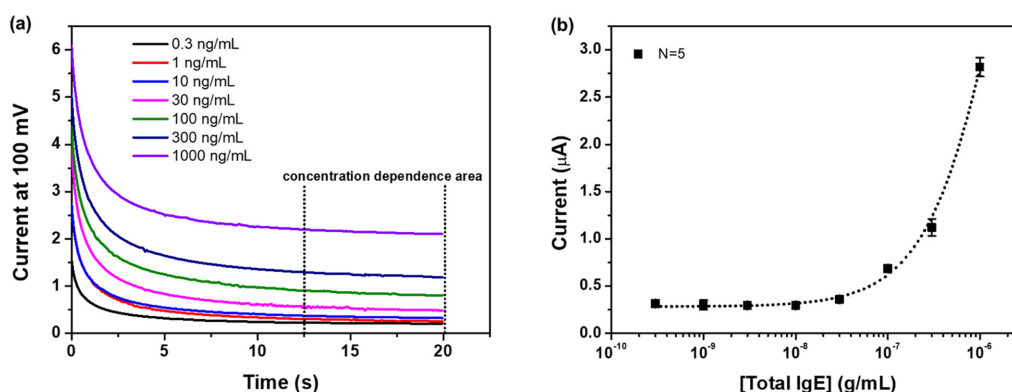 (a)
Current at 100 mV
6
5
4
3
2
1
0
0.3 ng/mL
1 ng/mL
10 ng/mL
30 ng/mL
100 ng/mL
300 ng/mL
1000 ng/mL
concentration dependence area
0 5 10 15 20
Time (s)
(b)
Current (μA)
3.0
2.5
2.0
1.5
1.0
0.5
0.0
N=5
10⁻¹⁰ 10⁻⁹ 10⁻⁸ 10⁻⁷ 10⁻⁶
[Total IgE] (g/mL)